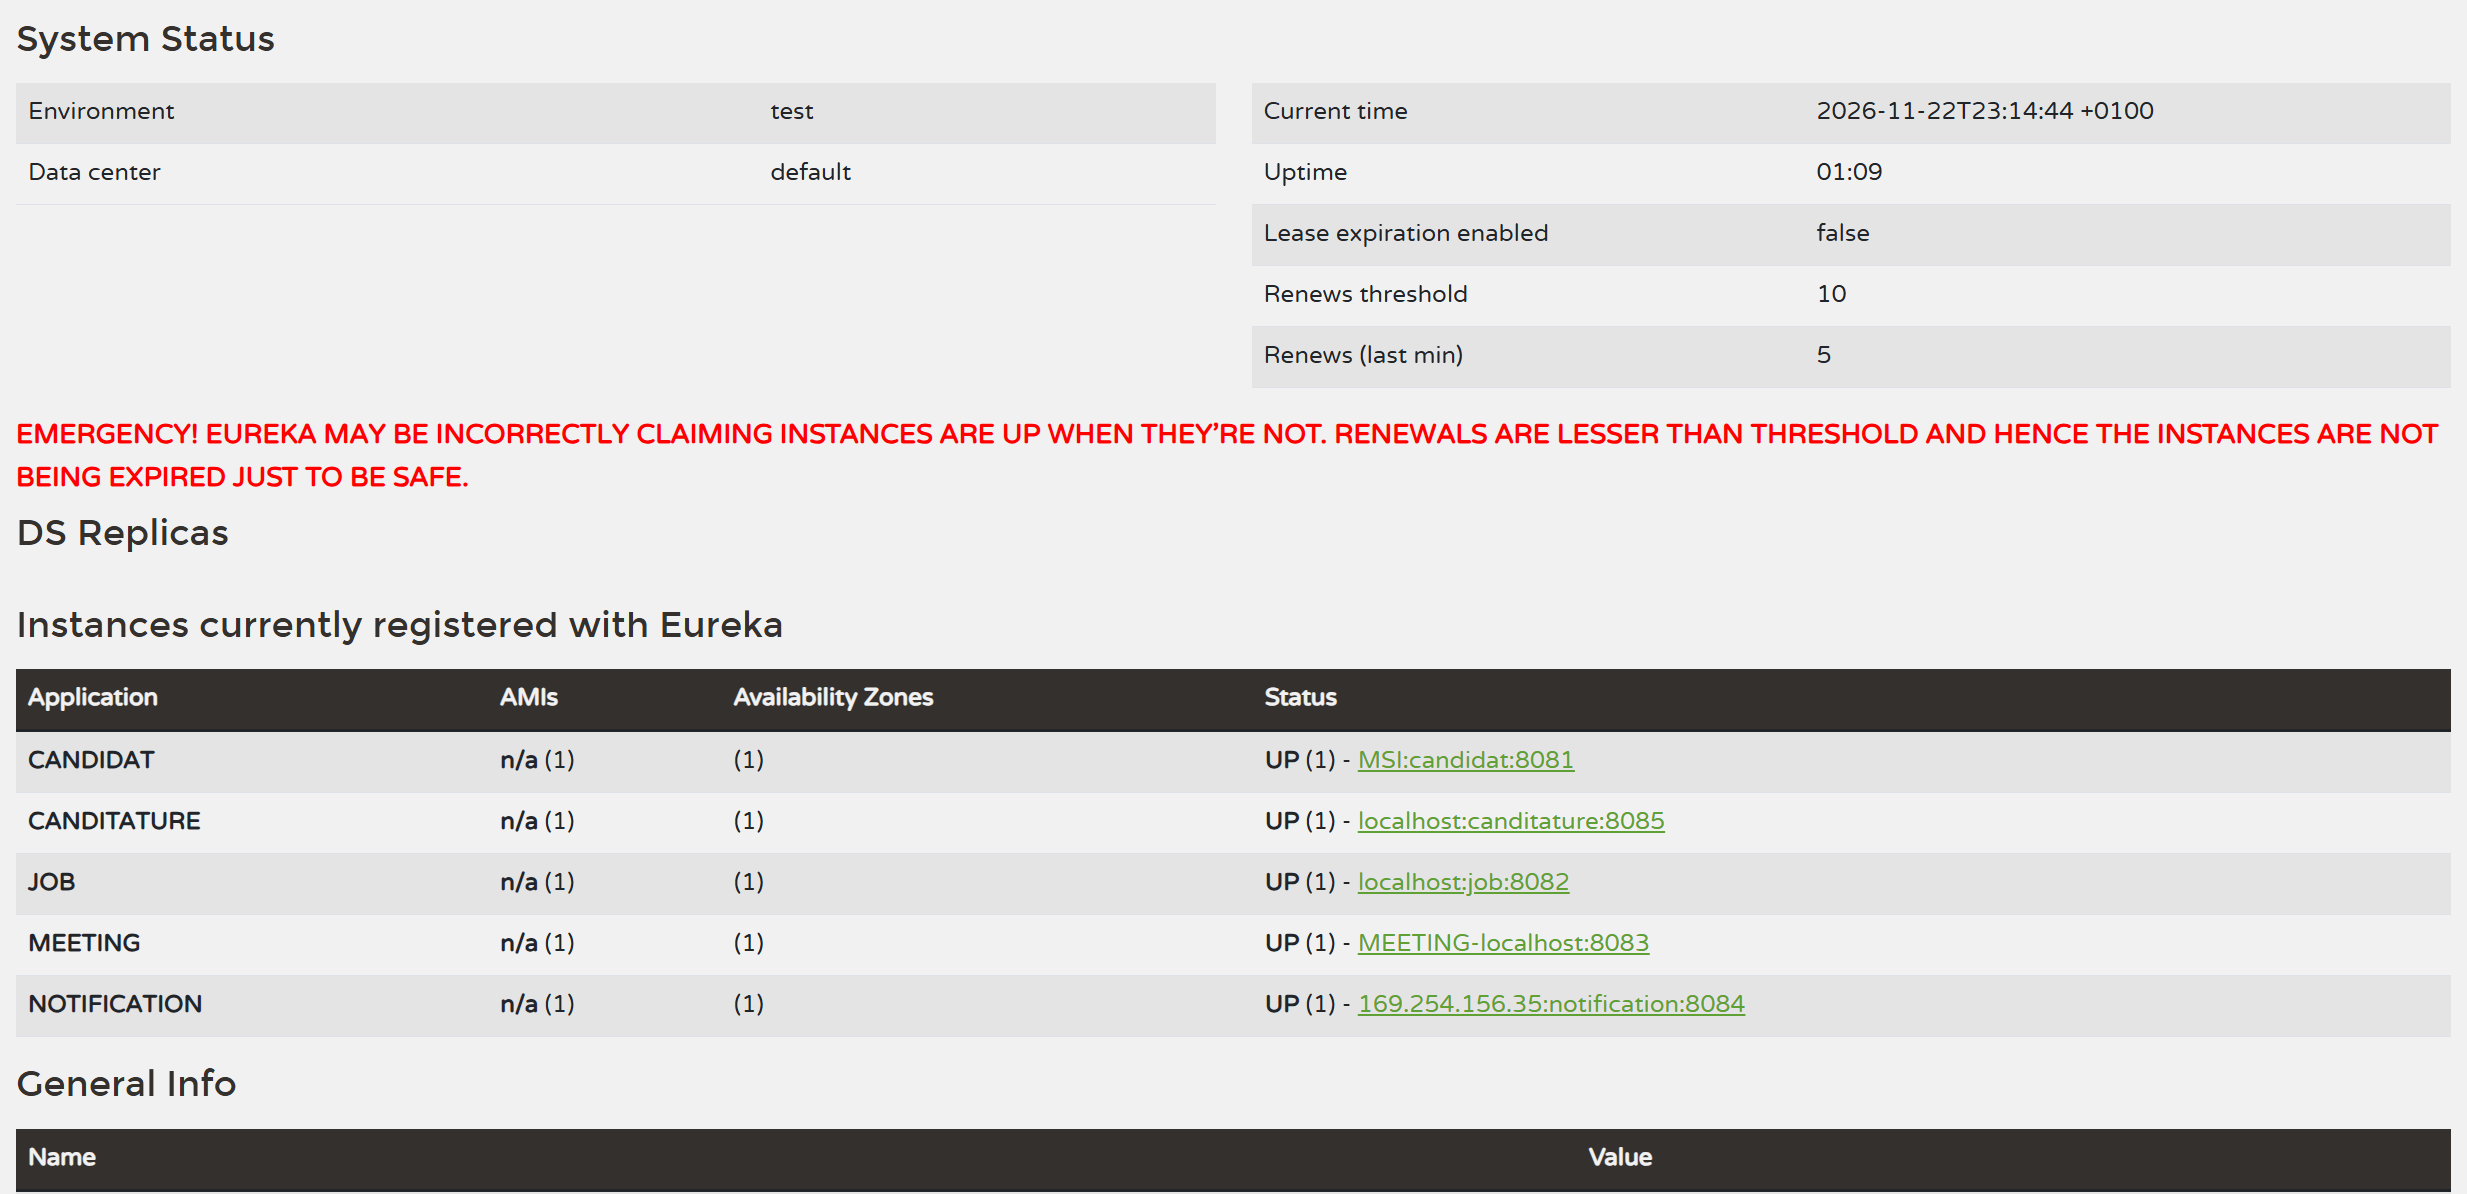 System Status
Environment test
Data center default
Current time 2026-11-22T23:14:44 +0100
Uptime 01:09
Lease expiration enabled false
Renews threshold 10
Renews (last min) 5
EMERGENCY! EUREKA MAY BE INCORRECTLY CLAIMING INSTANCES ARE UP WHEN THEY'RE NOT. RENEWALS ARE LESSER THAN THRESHOLD AND HENCE THE INSTANCES ARE NOT
BEING EXPIRED JUST TO BE SAFE.
DS Replicas
Instances currently registered with Eureka
Application AMIs Availability Zones Status
CANDIDAT n/a (1) (1) UP (1) - MSI:candidat:8081
CANDITATURE n/a (1) (1) UP (1) - localhost:canditature:8085
JOB n/a (1) (1) UP (1) - localhost:job:8082
MEETING n/a (1) (1) UP (1) - MEETING-localhost:8083
NOTIFICATION n/a (1) (1) UP (1) - 169.254.156.35:notification:8084
General Info
Name Value